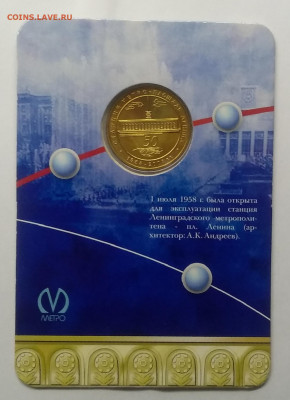 COINS.LAVE.RU
50
1 июля 1958 г. была открыта
для эксплуатации станция
Ленинградского метрополи-
тена - пл. Ленина (ар-
хитектор: А.К. Андреев).
МЕТРО